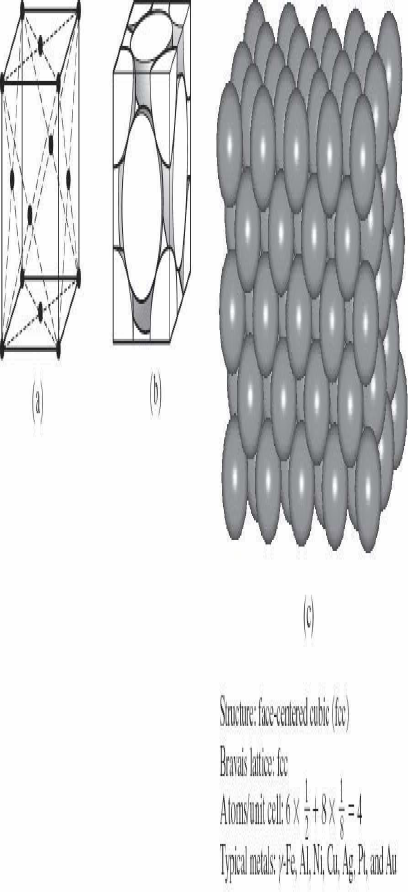 (a)
(b)
(c)
Structure: face-centered cubic (fcc)
Bravais lattice: fcc
Atoms/unit cell: 6 × 1/2 + 8 × 1/8 = 4
Typical metals: γ-Fe, Al, Ni, Cu, Ag, Pt, and Au